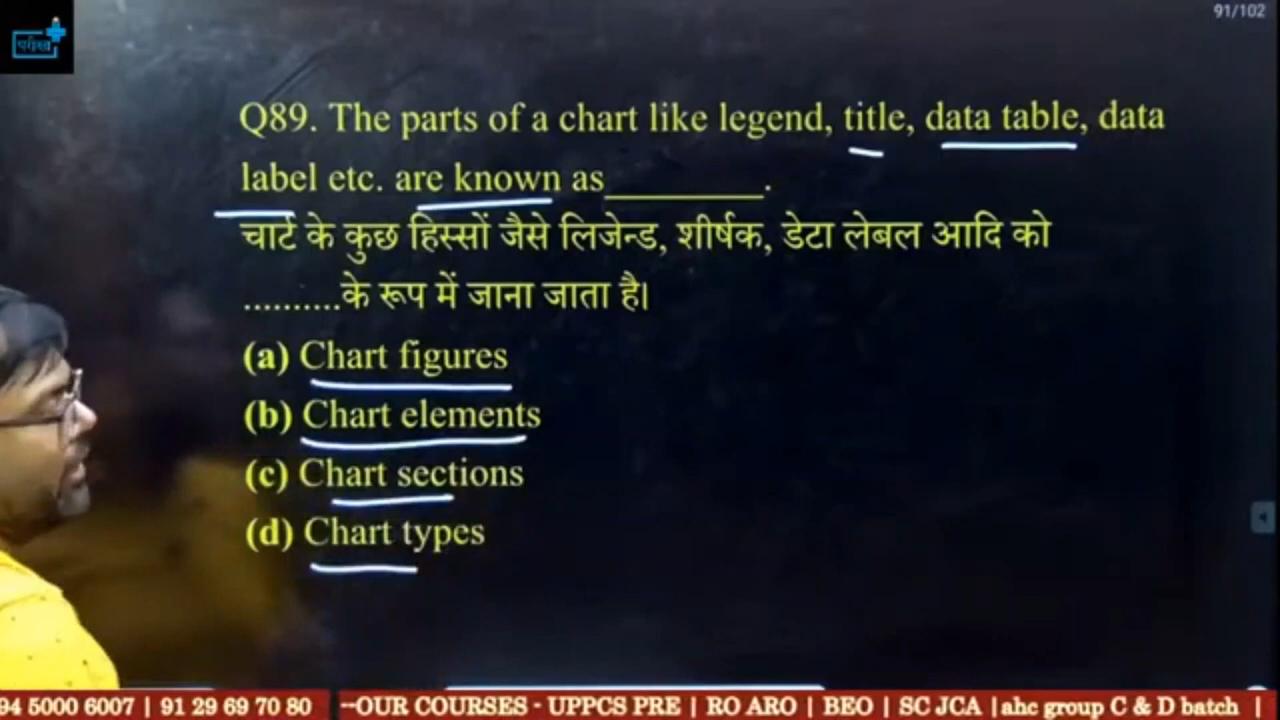 91/102
परीक्षा
Q89. The parts of a chart like legend, title, data table, data
label etc. are known as_________.
चार्ट के कुछ हिस्सों जैसे लिजेन्ड, शीर्षक, डेटा लेबल आदि को
..........के रूप में जाना जाता है।
(a) Chart figures
(b) Chart elements
(c) Chart sections
(d) Chart types
94 5000 6007 | 91 29 69 70 80 --OUR COURSES - UPPCS PRE | RO ARO | BEO | SC JCA |ahc group C & D batch |